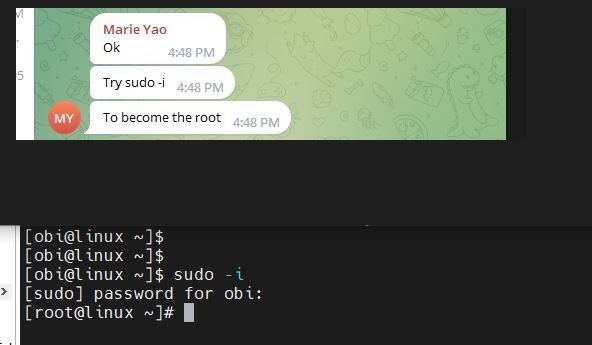 Marie Yao
Ok
4:48 PM
Try sudo -i 4:48 PM
MY
To become the root 4:48 PM
[obi@linux ~]$
[obi@linux ~]$
[obi@linux ~]$ sudo -i
[sudo] password for obi:
[root@linux ~]#